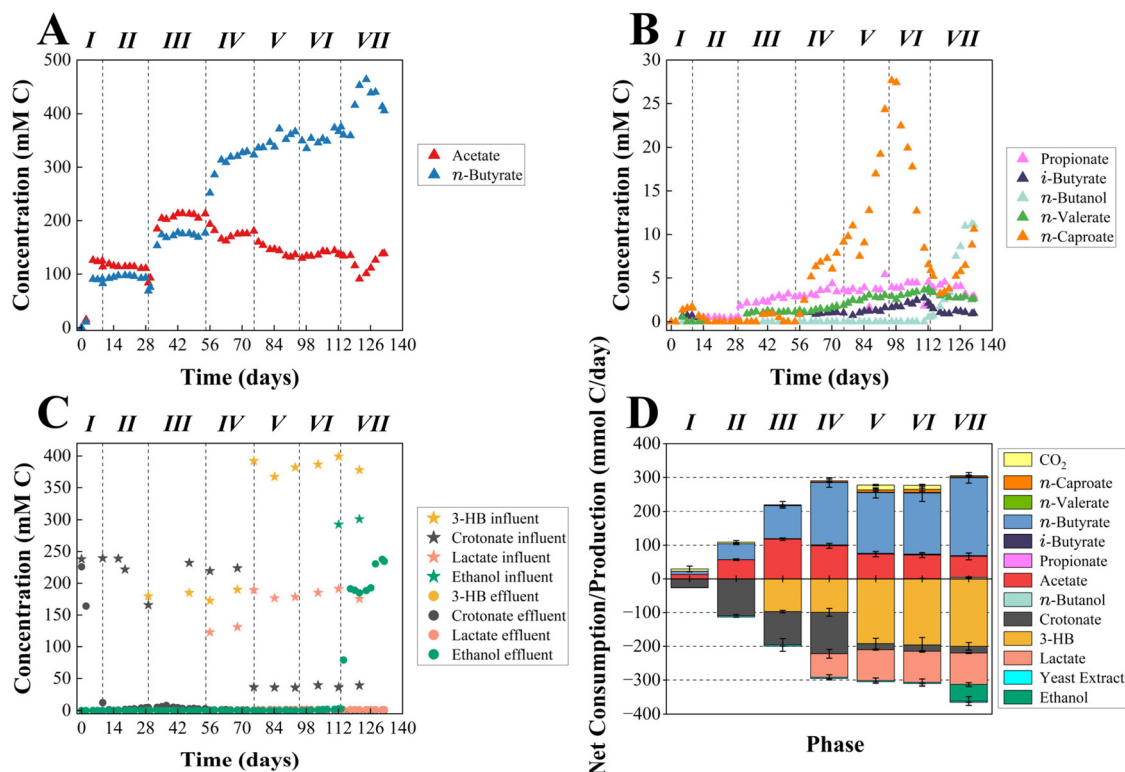 A
I II III IV V VI VII
500
400
300
200
100
0
Concentration (mM C)
0 14 28 42 56 70 84 98 112 126 140
Time (days)
Acetate
n-Butyrate
B
I II III IV V VI VII
30
25
20
15
10
5
0
Concentration (mM C)
0 14 28 42 56 70 84 98 112 126 140
Time (days)
Propionate
i-Butyrate
n-Butanol
n-Valerate
n-Caproate
C
I II III IV V VI VII
400
350
300
250
200
150
100
50
0
Concentration (mM C)
0 14 28 42 56 70 84 98 112 126 140
Time (days)
3-HB influent
Crotonate influent
Lactate influent
Ethanol influent
3-HB effluent
Crotonate effluent
Lactate effluent
Ethanol effluent
D
I II III IV V VI VII
400
300
200
100
0
−100
−200
−300
−400
Net Consumption/Production (mmol C/day)
Phase
CO2
n-Caproate
n-Valerate
n-Butyrate
i-Butyrate
Propionate
Acetate
n-Butanol
Crotonate
3-HB
Lactate
Yeast Extract
Ethanol